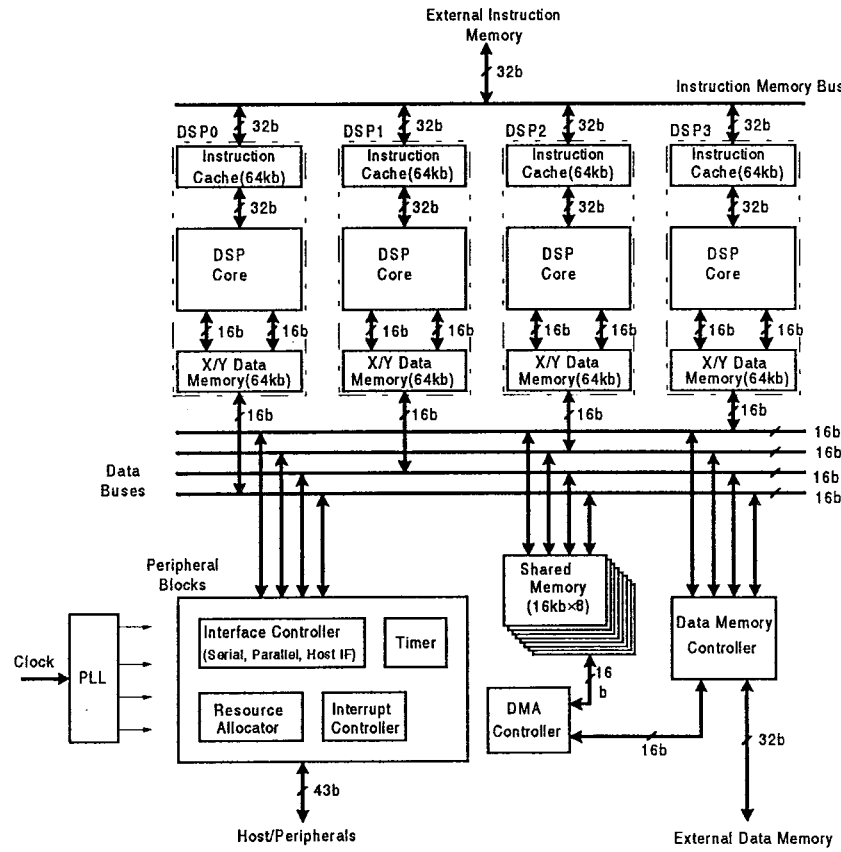 External Instruction
Memory
32b
Instruction Memory Bus
DSP0 32b DSP1 32b DSP2 32b DSP3 32b
Instruction Cache(64kb)
Instruction Cache(64kb)
Instruction Cache(64kb)
Instruction Cache(64kb)
32b 32b 32b 32b
DSP Core
DSP Core
DSP Core
DSP Core
16b 16b 16b 16b 16b 16b 16b 16b
X/Y Data Memory(64kb)
X/Y Data Memory(64kb)
X/Y Data Memory(64kb)
X/Y Data Memory(64kb)
16b 16b 16b 16b
16b
16b
16b
16b
Data
Buses
Peripheral
Blocks
Shared
Memory
(16kb×8)
Interface Controller
(Serial, Parallel, Host IF)
Timer
Data Memory
Controller
Clock
PLL
16
b
Resource
Allocator
Interrupt
Controller
DMA
Controller
16b
32b
43b
Host/Peripherals
External Data Memory